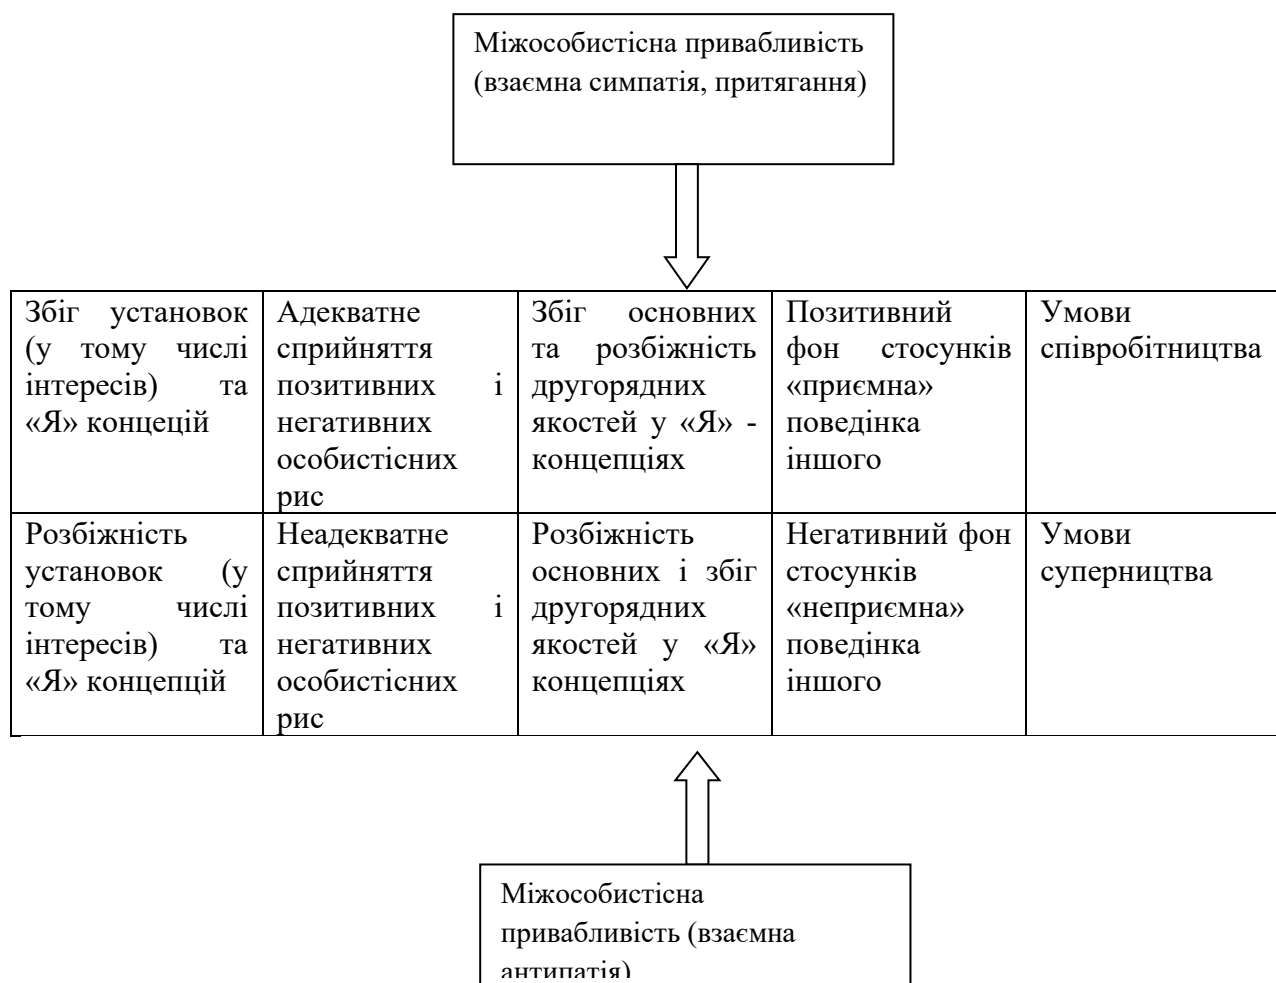 Міжособистісна привабливість
(взаємна симпатія, притягання)
Збіг установок
(у тому числі
інтересів) та
«Я» концецій
Адекватне
сприйняття
позитивних і
негативних
особистісних
рис
Збіг основних
та розбіжність
другорядних
якостей у «Я» -
концепціях
Позитивний
фон стосунків
«приємна»
поведінка
іншого
Умови
співробітництва
Розбіжність
установок (у
тому числі
інтересів) та
«Я» концепцій
Неадекватне
сприйняття
позитивних і
негативних
особистісних
рис
Розбіжність
основних і збіг
другорядних
якостей у «Я»
концепціях
Негативний фон
стосунків
«неприємна»
поведінка
іншого
Умови
суперництва
Міжособистісна
привабливість (взаємна
антипатія)